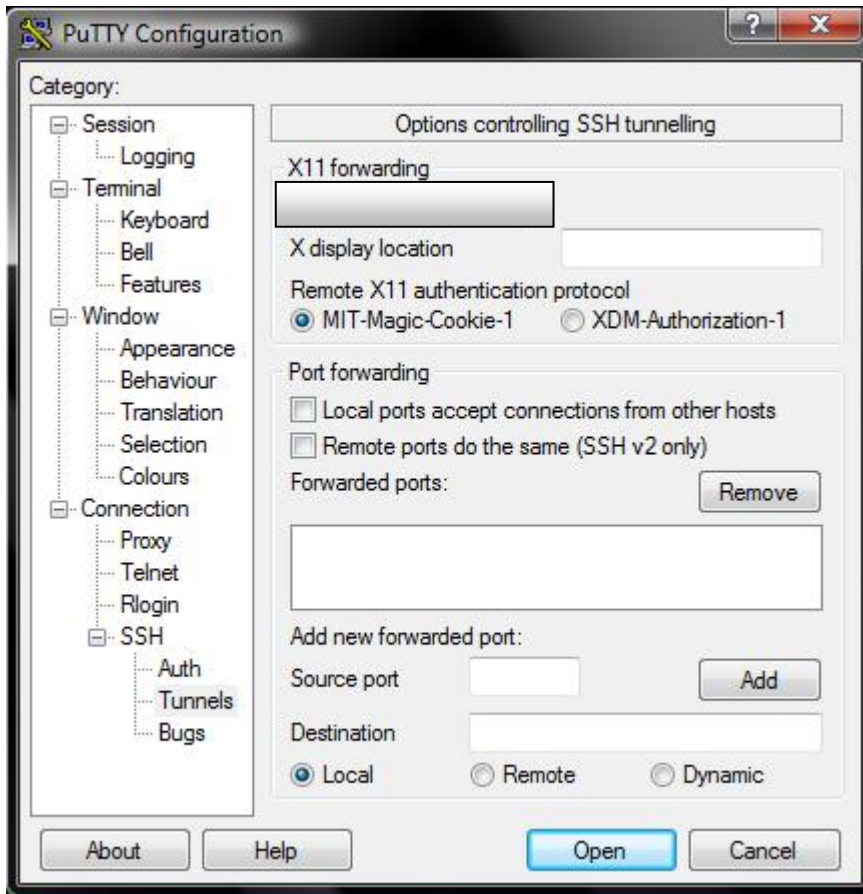 PuTTY Configuration
?
X
Category:
Session
Logging
Terminal
Keyboard
Bell
Features
Window
Appearance
Behaviour
Translation
Selection
Colours
Connection
Proxy
Telnet
Rlogin
SSH
Auth
Tunnels
Bugs
Options controlling SSH tunnelling
X11 forwarding
X display location
Remote X11 authentication protocol
MIT-Magic-Cookie-1 XDM-Authorization-1
Port forwarding
Local ports accept connections from other hosts
Remote ports do the same (SSH v2 only)
Forwarded ports: Remove
Add new forwarded port:
Source port Add
Destination
Local Remote Dynamic
About Help Open Cancel